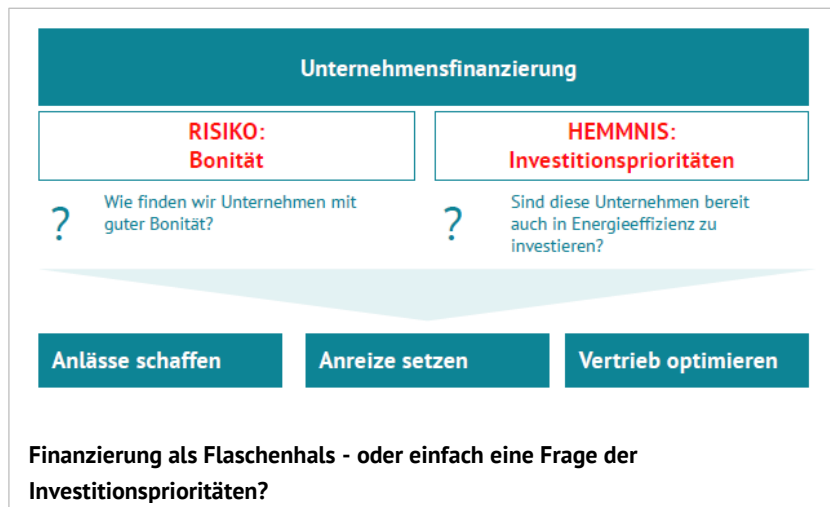 Unternehmensfinanzierung
RISIKO:
Bonität
HEMMNIS:
Investitionsprioritäten
?
Wie finden wir Unternehmen mit
guter Bonität?
?
Sind diese Unternehmen bereit
auch in Energieeffizienz zu
investieren?
Anlässe schaffen
Anreize setzen
Vertrieb optimieren
Finanzierung als Flaschenhals - oder einfach eine Frage der
Investitionsprioritäten?